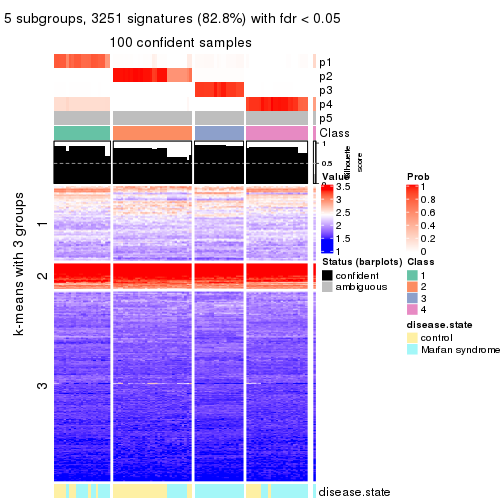 5 subgroups, 3251 signatures (82.8%) with fdr < 0.05
100 confident samples
p1
p2
p3
p4
p5
Class
1
0.5
0
Silhouette
score
k-means with 3 groups
1
2
3
Value
3.5
3
2.5
2
1.5
1
Prob
1
0.8
0.6
0.4
0.2
0
Status (barplots)
confident
ambiguous
Class
1
2
3
4
disease.state
control
Marfan syndrome
disease.state